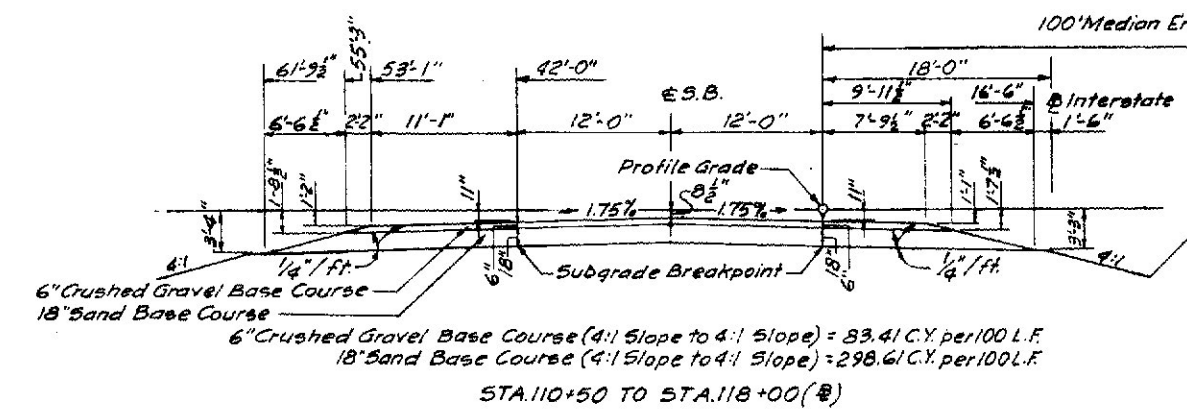 100' Median En
61'-9½"
55'-3"
53'-1"
42'-0"
18'-0"
9'-11½"
16'-6"
℄ S.B.
Interstate
6'-6½"
2'-2"
11'-1"
12'-0"
12'-0"
7'-9½"
2'-2"
6'-6½"
1'-6"
Profile Grade
3'-4"
1'-8½"
1'-2"
11"
1.75%
8½"
1.75%
11"
1'-1"
1'-7½"
3'-3"
4:1
¼"/ft.
6"
18"
Subgrade Breakpoint
18"
6"
¼"/ft.
4:1
6" Crushed Gravel Base Course
18" Sand Base Course
6" Crushed Gravel Base Course (4:1 Slope to 4:1 Slope) = 83.41 C.Y. per 100 L.F.
18" Sand Base Course (4:1 Slope to 4:1 Slope) = 298.61 C.Y. per 100 L.F.
STA. 110+50 TO STA. 118+00